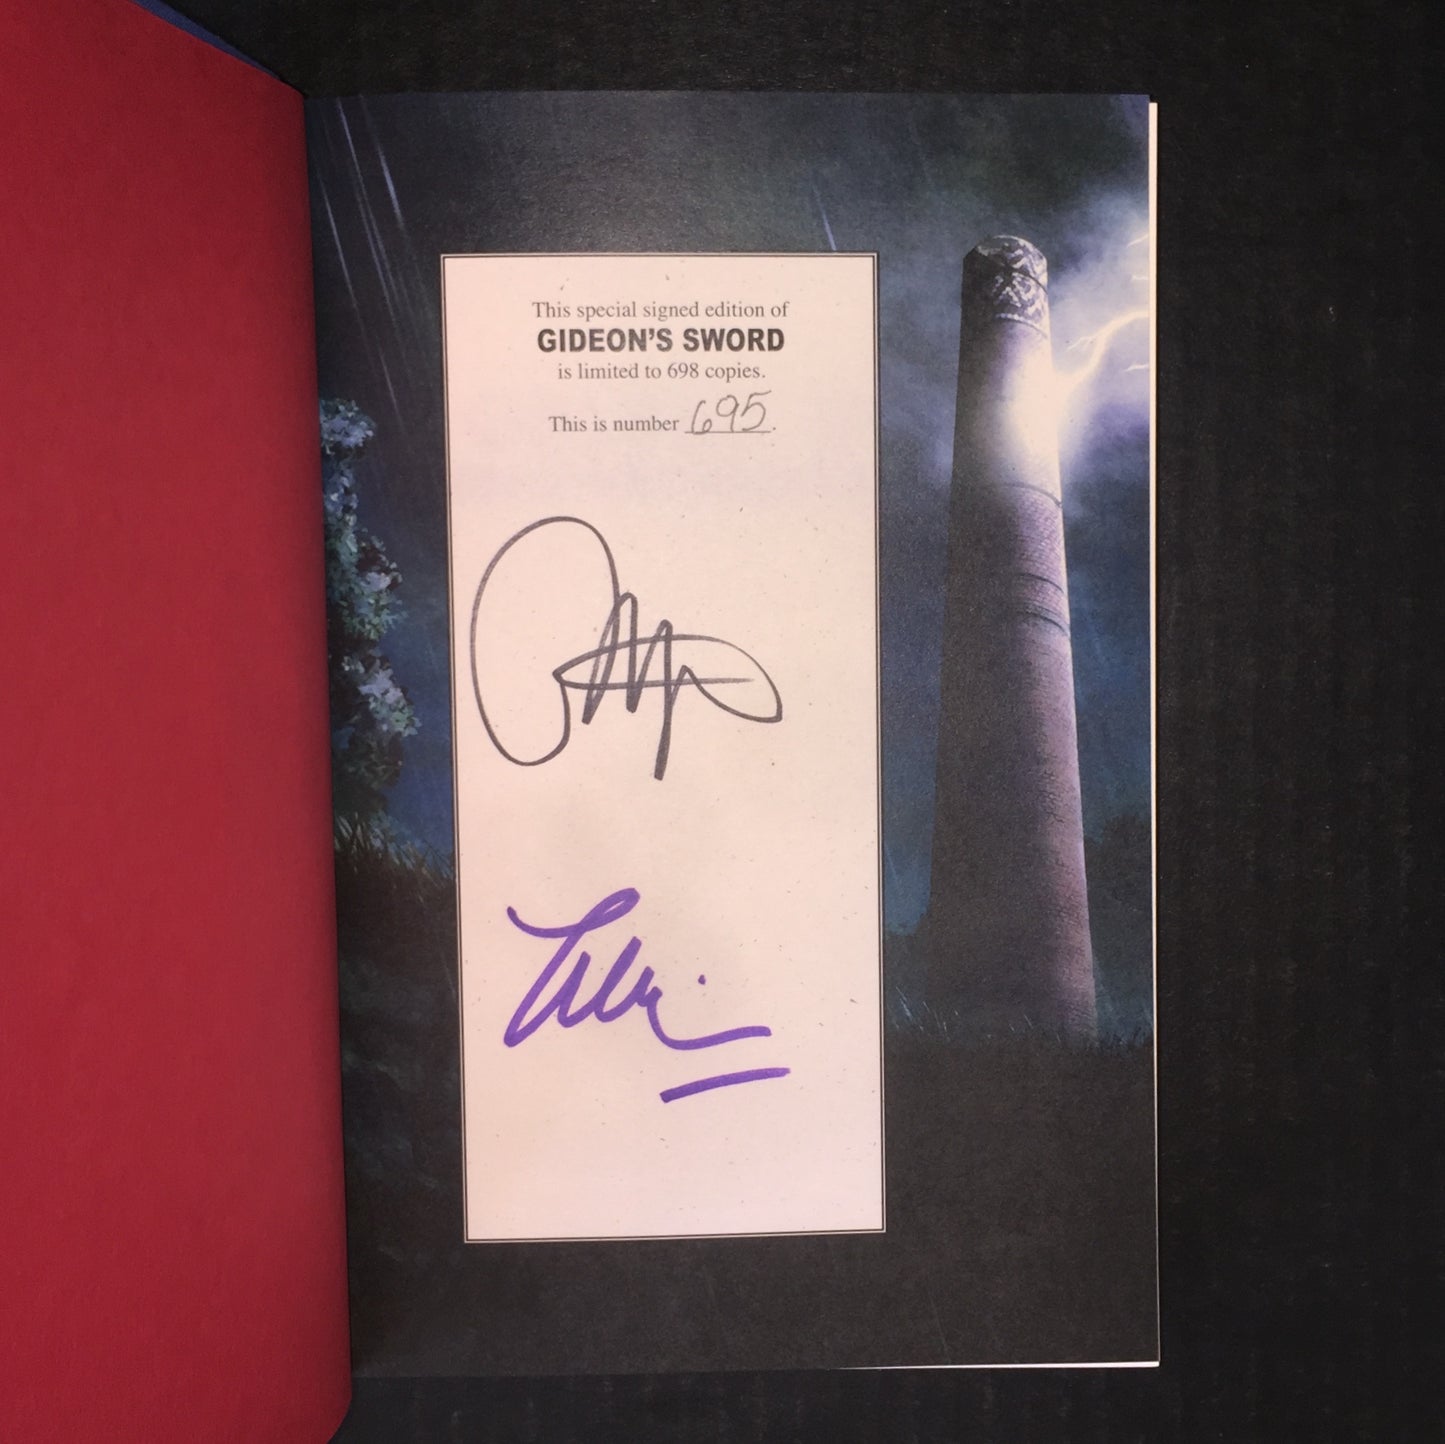 This special signed edition of
GIDEON'S SWORD
is limited to 698 copies.
This is number 695.